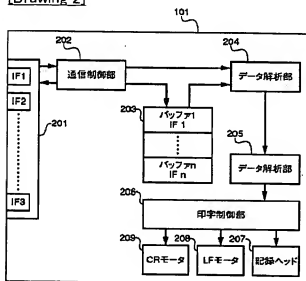 [Drawing 2]
101
202
204
IF1
通信制御部
データ解析部
IF2
203
バッファ1
IF 1
205
201
バッファn
IF n
データ解析部
IF3
206
印字制御部
209
208
207
CRモータ
LFモータ
記録ヘッド